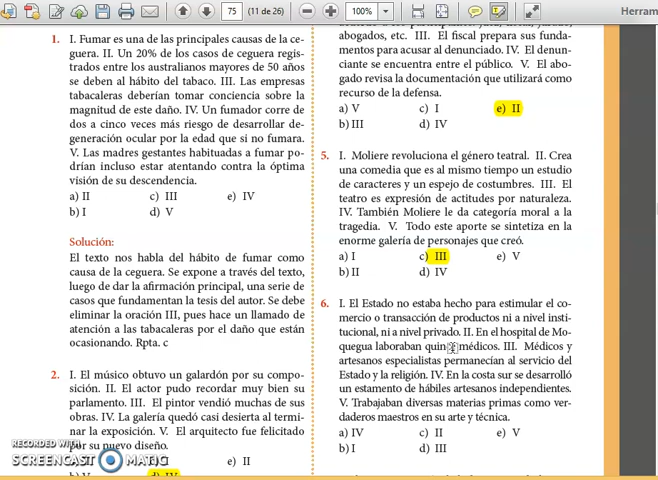 75
(11 de 26)
100%
Herram
1. I. Fumar es una de las principales causas de la ce-
guera. II. Un 20% de los casos de ceguera regis-
trados entre los australianos mayores de 50 años
se deben al hábito del tabaco. III. Las empresas
tabacaleras deberían tomar conciencia sobre la
magnitud de este daño. IV. Un fumador corre de
dos a cinco veces más riesgo de desarrollar de-
generación ocular por la edad que si no fumara.
V. Las madres gestantes habituadas a fumar po-
drían incluso estar atentando contra la óptima
visión de su descendencia.
a) II c) III e) IV
b) I d) V
Solución:
El texto nos habla del hábito de fumar como
causa de la ceguera. Se expone a través del texto,
luego de dar la afirmación principal, una serie de
casos que fundamentan la tesis del autor. Se debe
eliminar la oración III, pues hace un llamado de
atención a las tabacaleras por el daño que están
ocasionando. Rpta. c
2. I. El músico obtuvo un galardón por su compo-
sición. II. El actor pudo recordar muy bien su
parlamento. III. El pintor vendió muchas de sus
obras. IV. La galería quedó casi desierta al termi-
nar la exposición. V. El arquitecto fue felicitado
por su nuevo diseño.
e) II
b) V d) IV
RECORDED WITH
SCREENCAST MATIC
abogados, etc. III. El fiscal prepara sus funda-
mentos para acusar al denunciado. IV. El denun-
ciante se encuentra entre el público. V. El abo-
gado revisa la documentación que utilizará como
recurso de la defensa.
a) V c) I e) II
b) III d) IV
5. I. Moliere revoluciona el género teatral. II. Crea
una comedia que es al mismo tiempo un estudio
de caracteres y un espejo de costumbres. III. El
teatro es expresión de actitudes por naturaleza.
IV. También Moliere le da categoría moral a la
tragedia. V. Todo este aporte se sintetiza en la
enorme galería de personajes que creó.
a) I c) III e) V
b) II d) IV
6. I. El Estado no estaba hecho para estimular el co-
mercio o transacción de productos ni a nivel insti-
tucional, ni a nivel privado. II. En el hospital de Mo-
quegua laboraban médicos. III. Médicos y
artesanos especialistas permanecían al servicio del
Estado y la religión. IV. En la costa sur se desarrolló
un estamento de hábiles artesanos independientes.
V. Trabajaban diversas materias primas como ver-
daderos maestros en su arte y técnica.
a) IV c) II e) V
b) I d) III